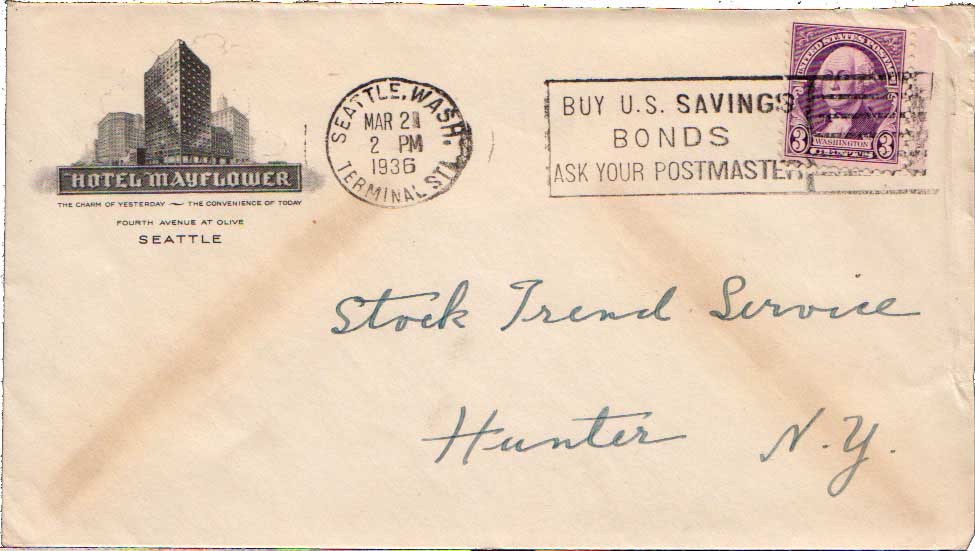 HOTEL MAYFLOWER
THE CHARM OF YESTERDAY — THE CONVENIENCE OF TODAY
FOURTH AVENUE AT OLIVE
SEATTLE
SEATTLE, WASH.
MAR 21
2 PM
1936
TERMINAL STA.
BUY U.S. SAVINGS
BONDS
ASK YOUR POSTMASTER
UNITED STATES POSTAGE
3 WASHINGTON 3
CENTS
Stock Trend Service
Hunter N.Y.